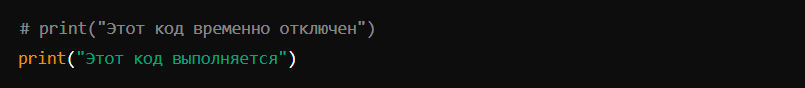 # print("Этот код временно отключен")
print("Этот код выполняется")